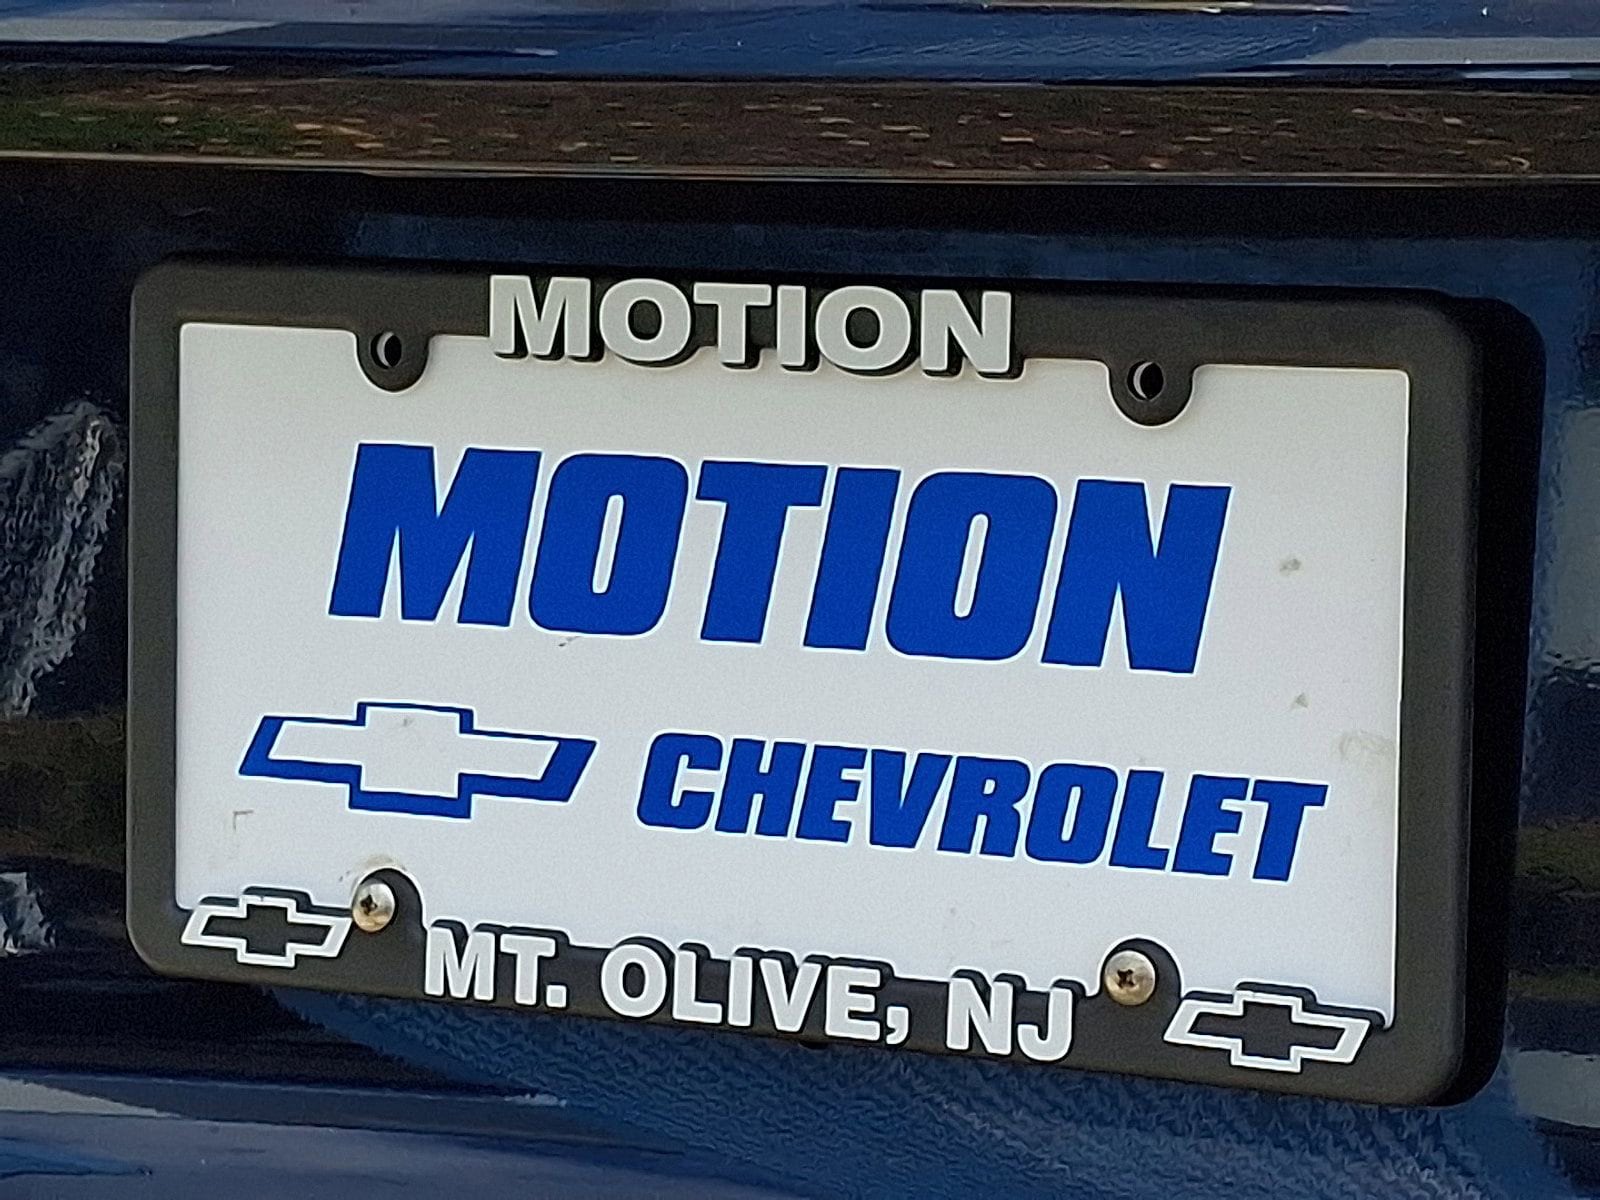 MOTION
MOTION
CHEVROLET
MT. OLIVE, NJ